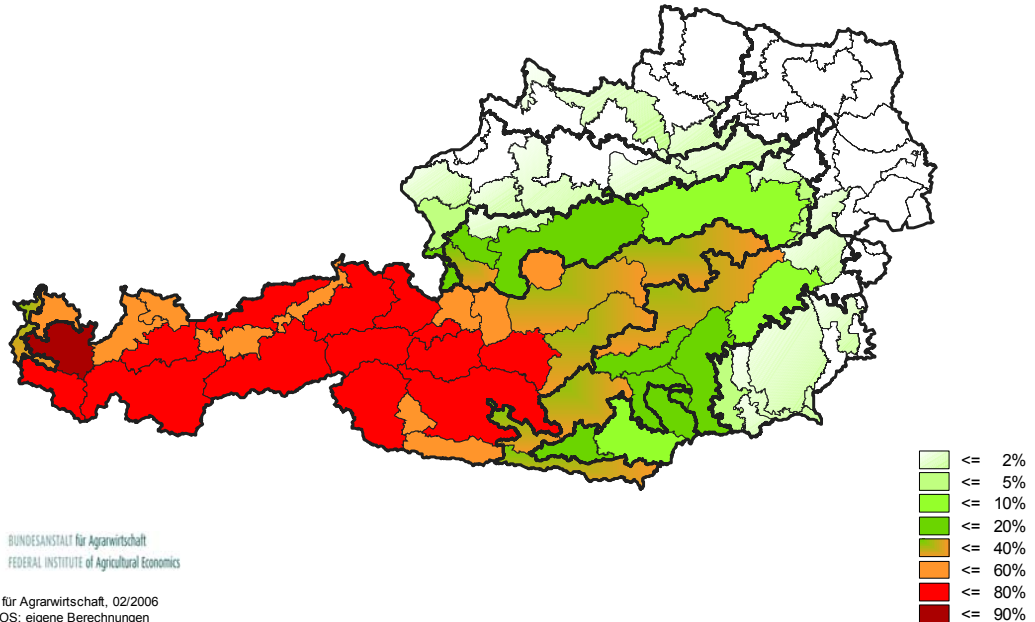 <= 2%
<= 5%
<= 10%
<= 20%
<= 40%
<= 60%
<= 80%
<= 90%
BUNDESANSTALT für Agrarwirtschaft
FEDERAL INSTITUTE of Agricultural Economics
für Agrarwirtschaft, 02/2006
OS: eigene Berechnungen